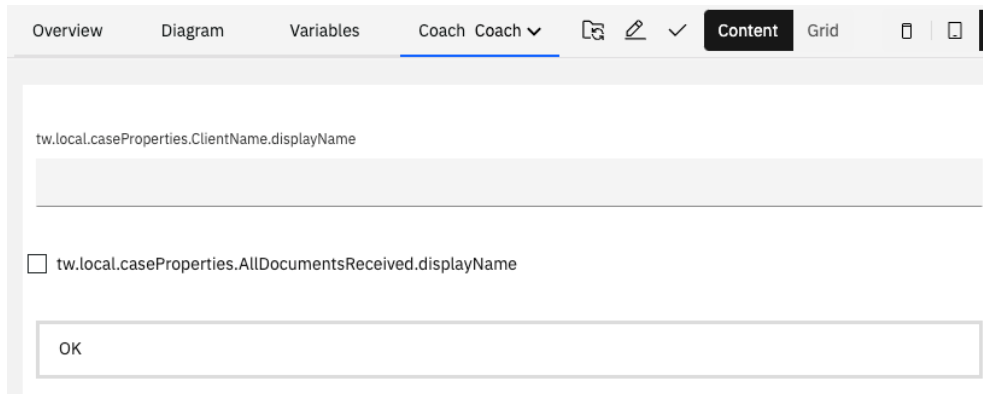 Overview Diagram Variables Coach Coach Content Grid
tw.local.caseProperties.ClientName.displayName
tw.local.caseProperties.AllDocumentsReceived.displayName
OK